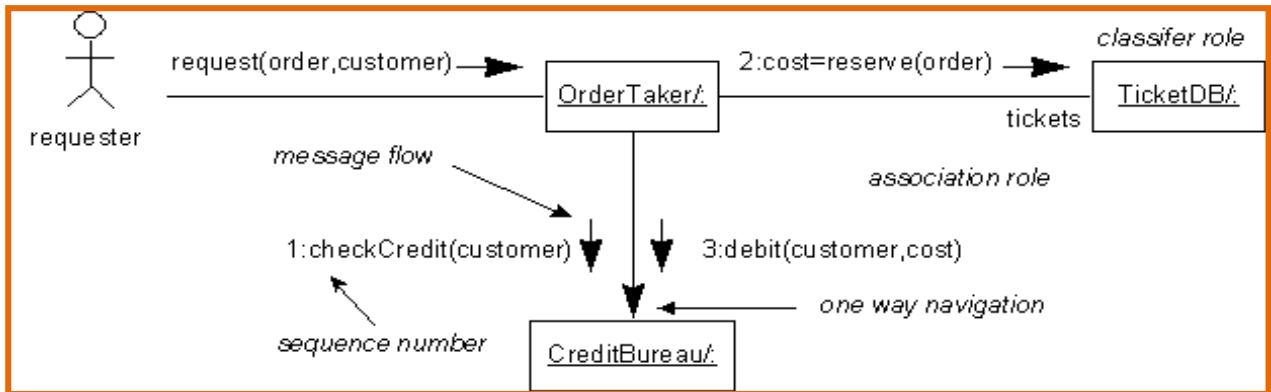 classifer role
request(order,customer)
2:cost=reserve(order)
OrderTaker/:
TicketDB/:
tickets
requester
message flow
association role
1:checkCredit(customer)
3:debit(customer,cost)
one way navigation
sequence number
CreditBureau/: